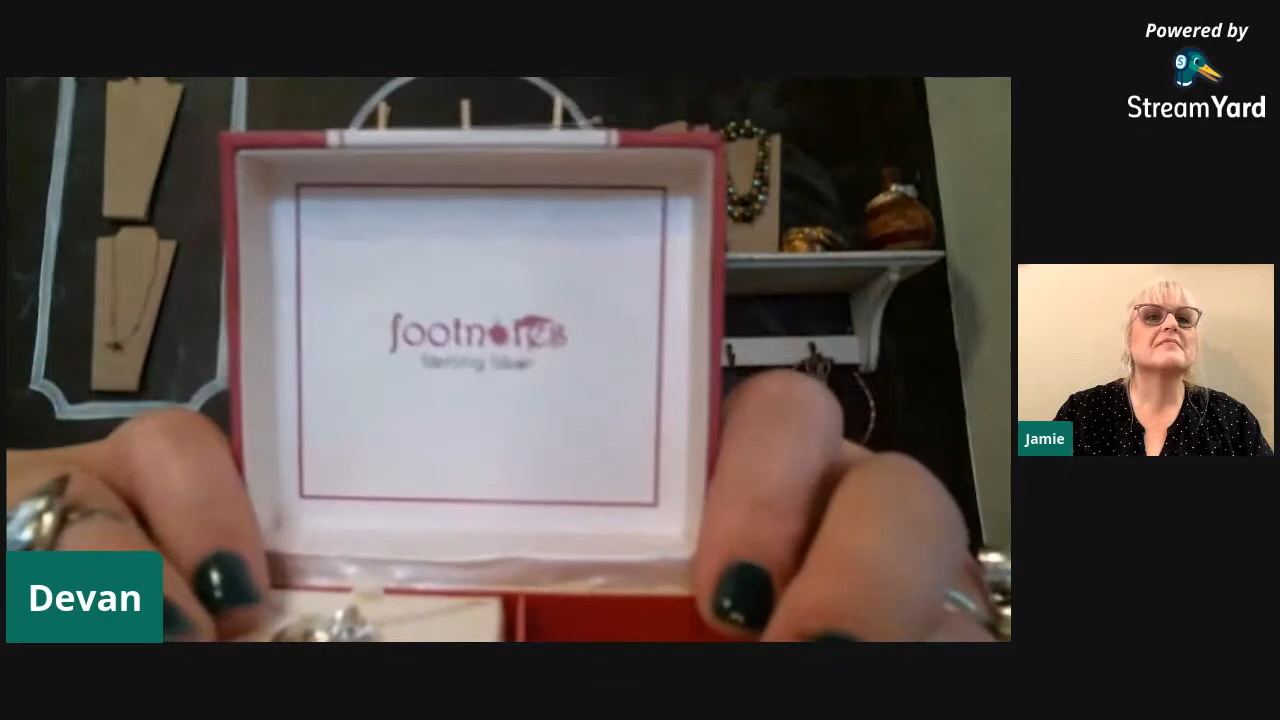 Powered by
StreamYard
footnotes
Sterling Silver
Jamie
Devan